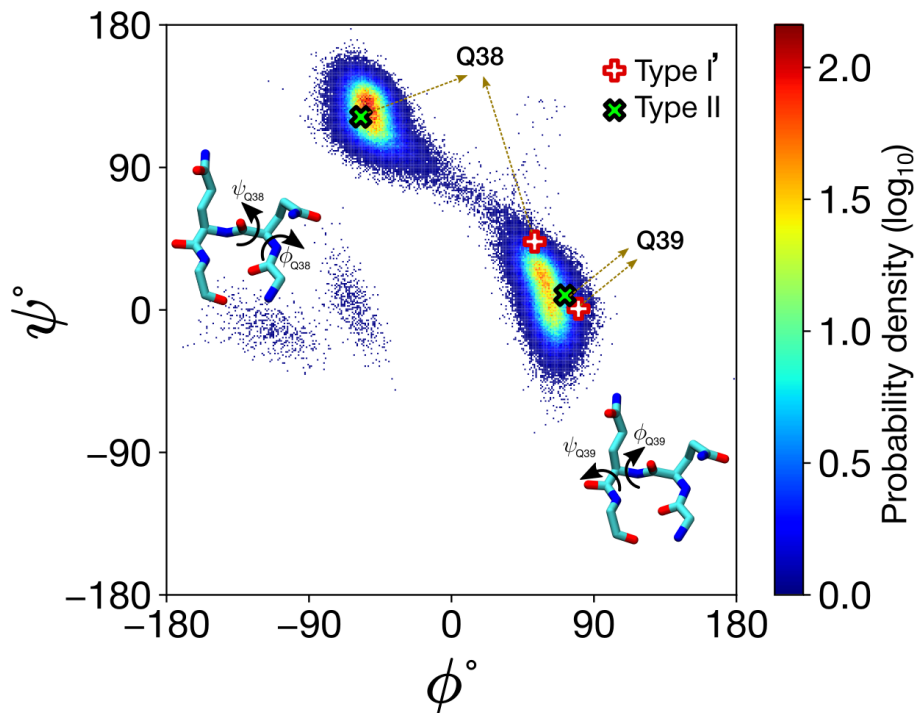 180
90
0
−90
−180
−180
−90
0
90
180
ψ°
ϕ°
Q38
Type I’
Type II
Q39
ψQ38
ϕQ38
ψQ39
ϕQ39
2.0
1.5
1.0
0.5
0.0
Probability density (log₁₀)